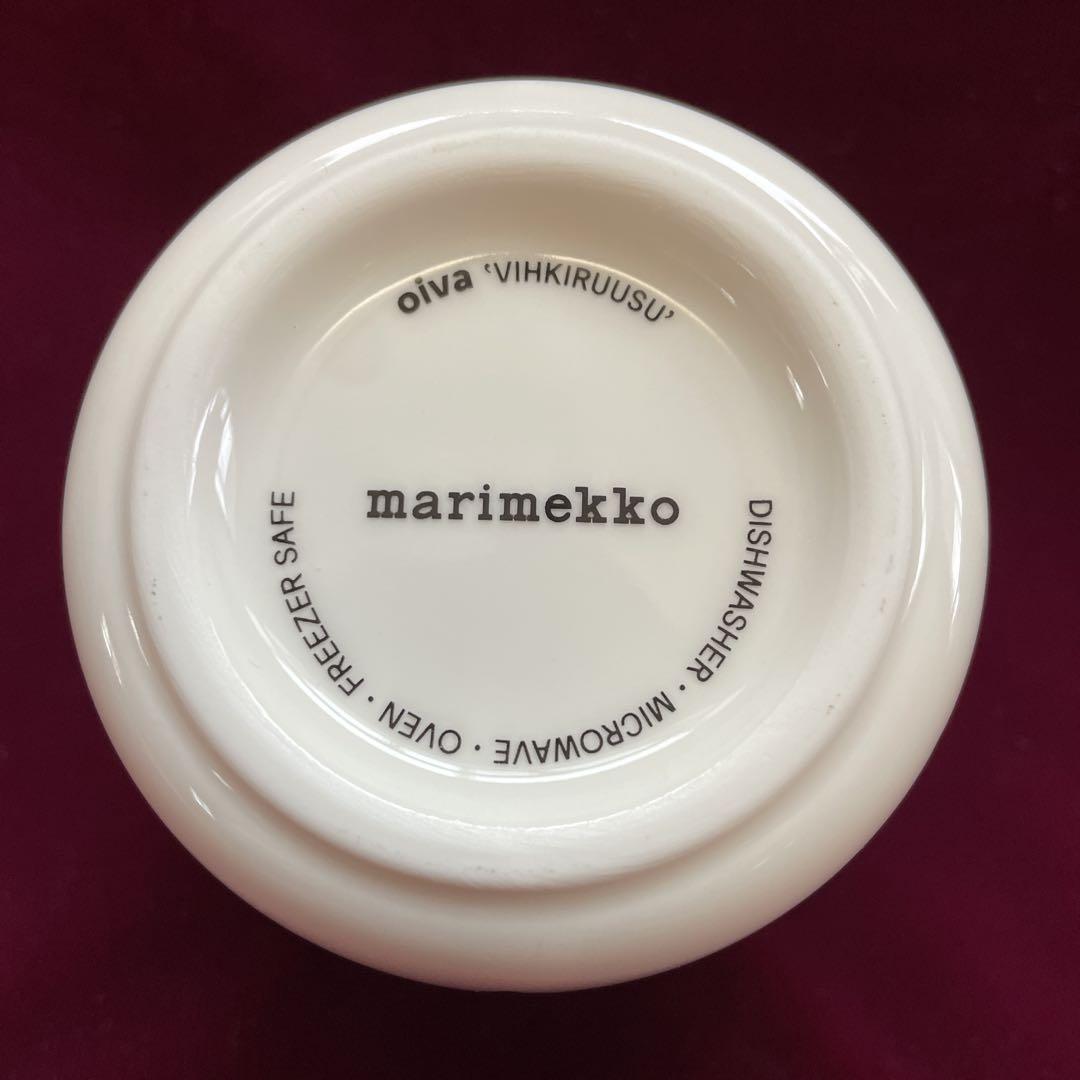 oiva ‘VIHKIRUUSU’
marimekko
DISHWASHER · MICROWAVE · OVEN · FREEZER SAFE